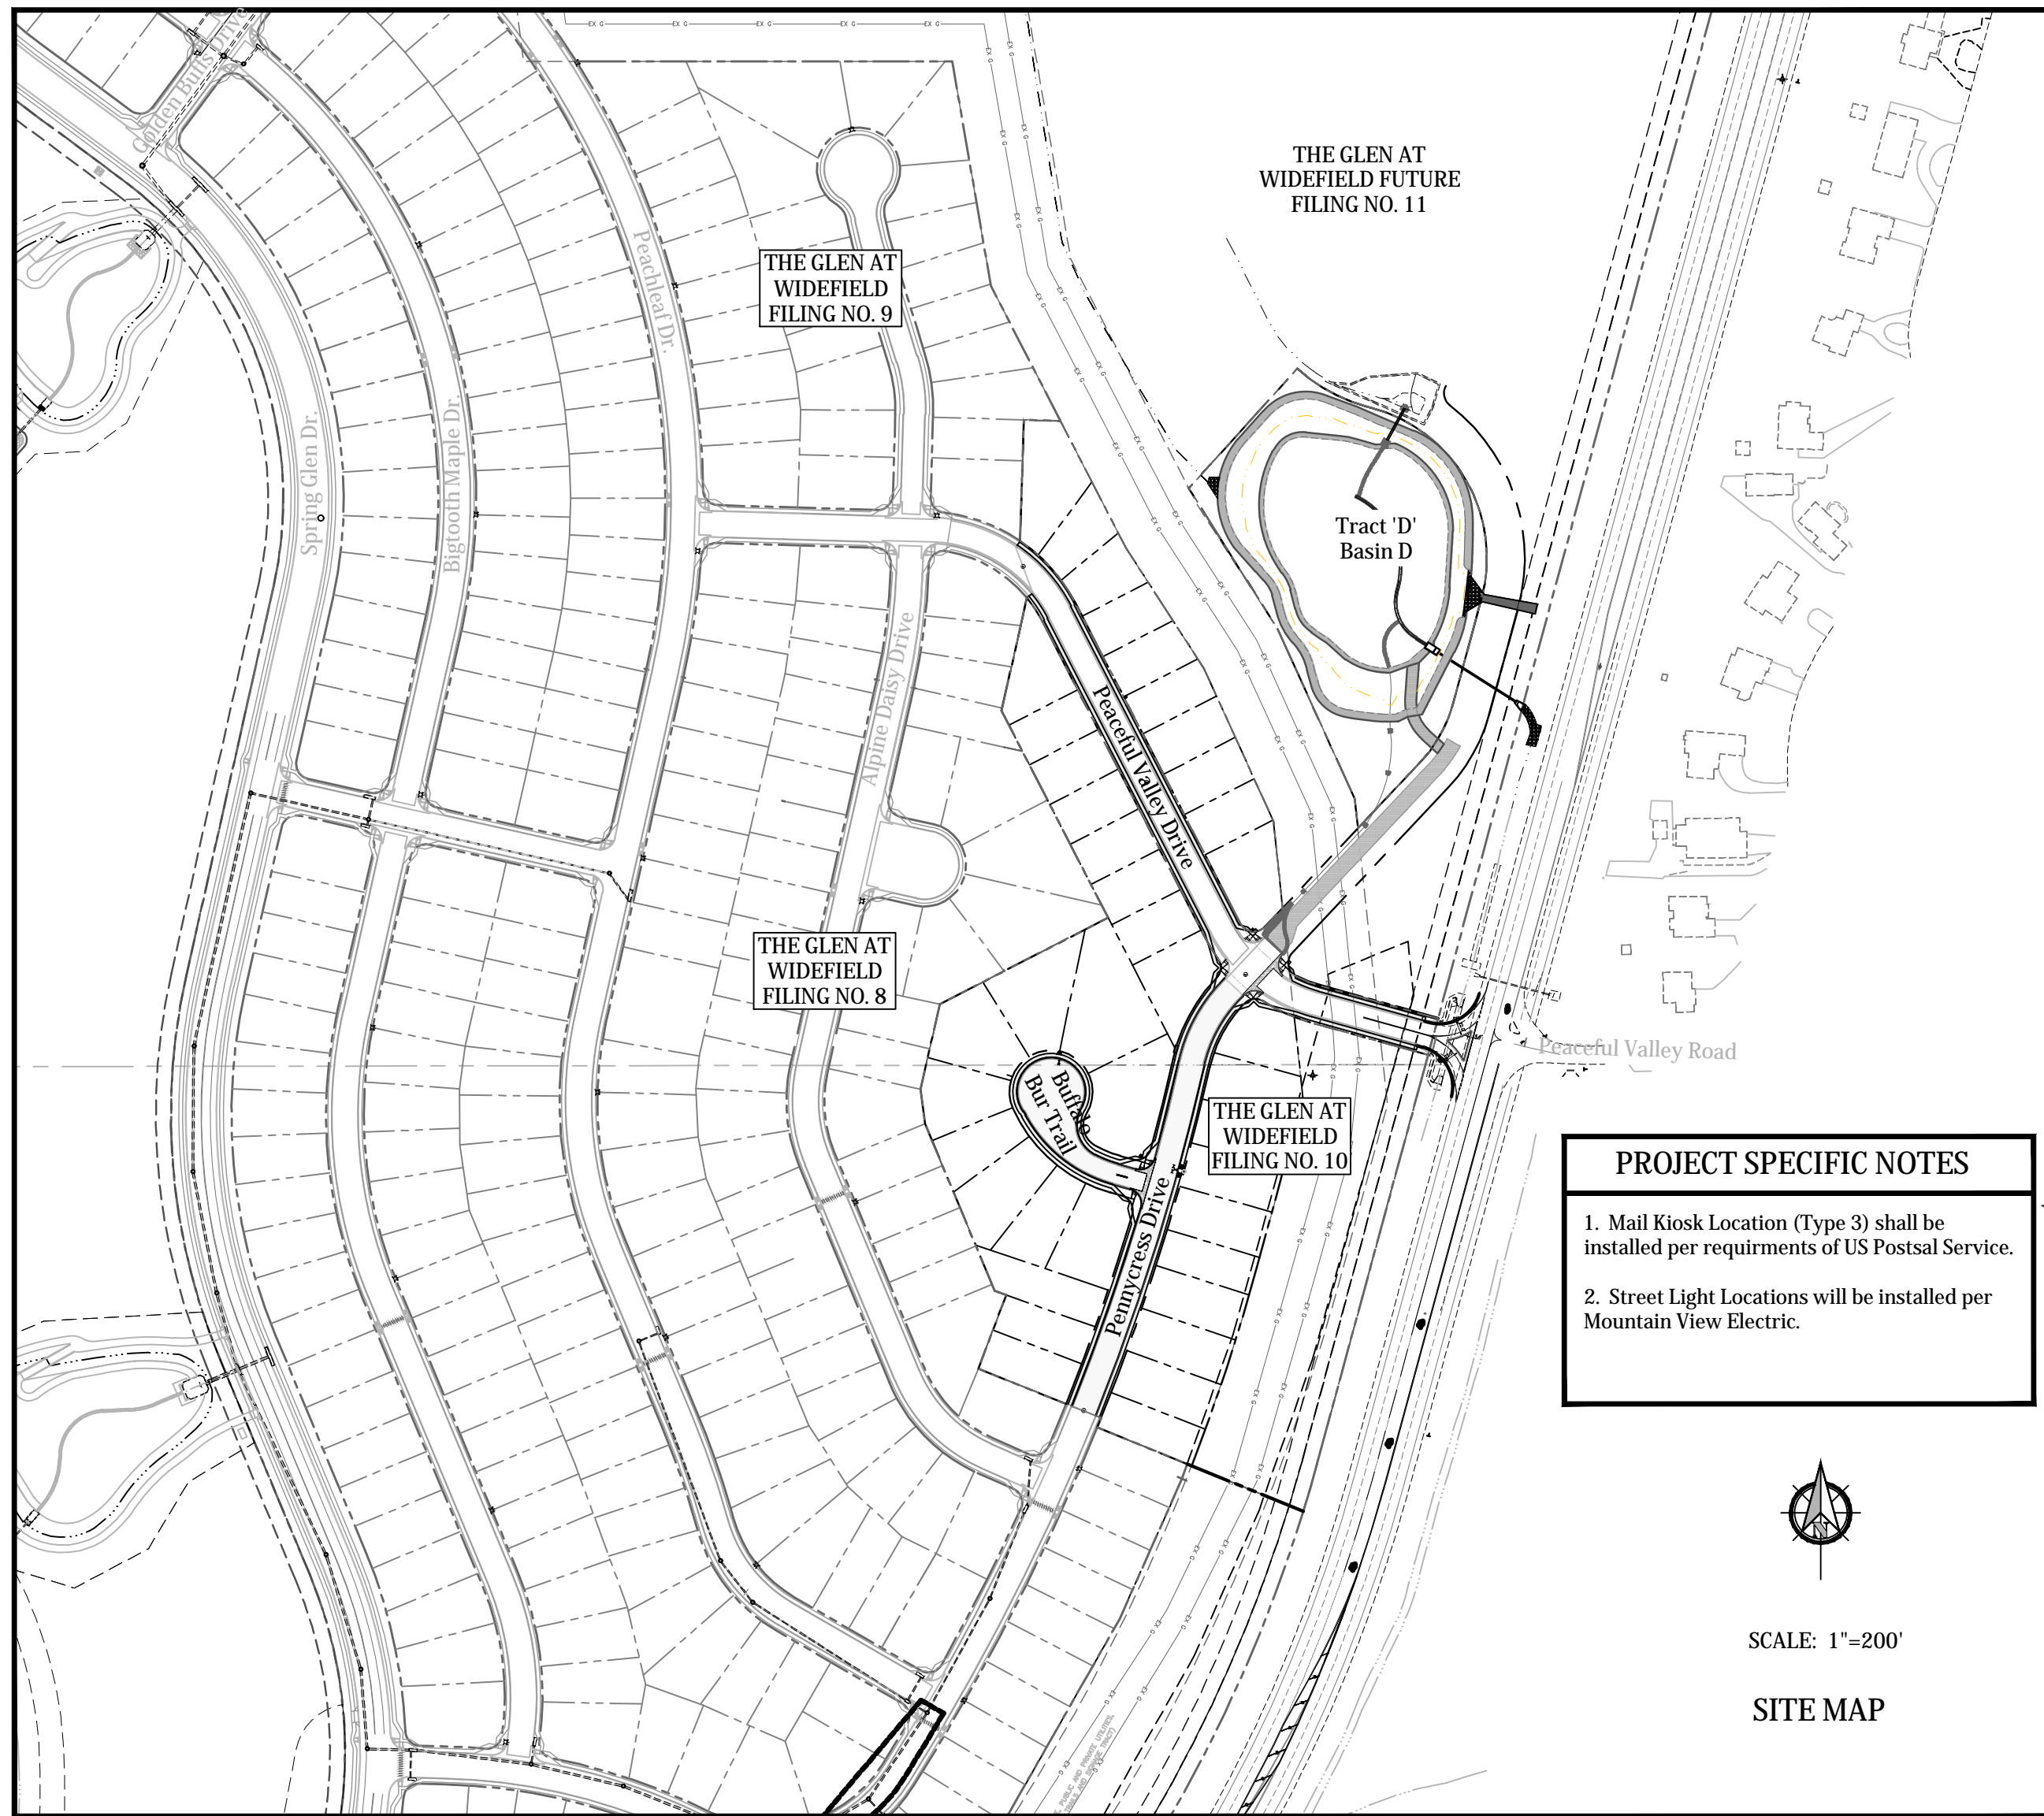 Golden Buffs Drive
EX G
THE GLEN AT
WIDEFIELD FUTURE
FILING NO. 11
Peachleaf Dr.
THE GLEN AT
WIDEFIELD
FILING NO. 9
Spring Glen Dr.
Bigtooth Maple Dr.
Tract 'D'
Basin D
Alpine Daisy Drive
Peaceful Valley Drive
THE GLEN AT
WIDEFIELD
FILING NO. 8
Peaceful Valley Road
Buffalo
Bur Trail
THE GLEN AT
WIDEFIELD
FILING NO. 10
Pennycress Drive
PROJECT SPECIFIC NOTES
1. Mail Kiosk Location (Type 3) shall be
installed per requirments of US Postsal Service.
2. Street Light Locations will be installed per
Mountain View Electric.
N
SCALE: 1"=200'
SITE MAP